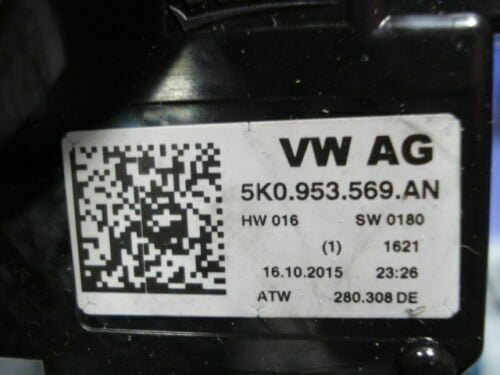 VW AG
5K0.953.569.AN
HW 016 SW 0180
(1) 1621
16.10.2015 23:26
ATW 280.308 DE